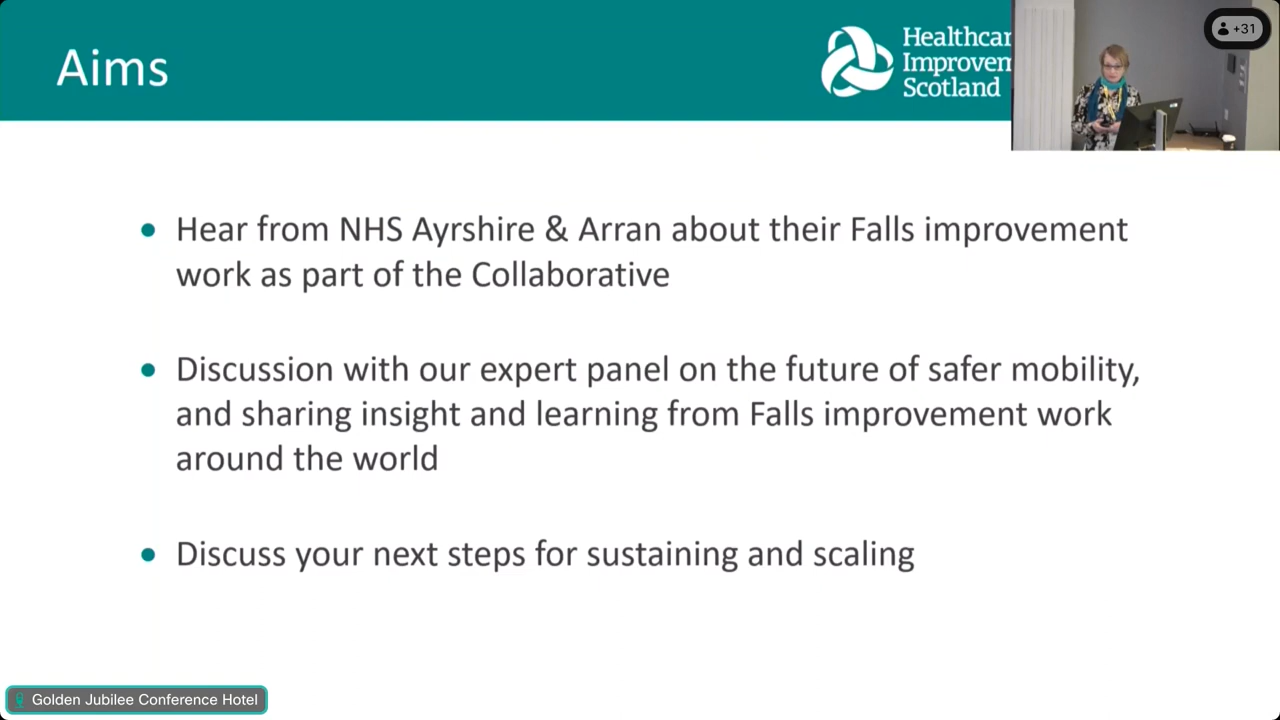 Aims
Healthcar
Improvem
Scotland
+31
Hear from NHS Ayrshire & Arran about their Falls improvement
work as part of the Collaborative
Discussion with our expert panel on the future of safer mobility,
and sharing insight and learning from Falls improvement work
around the world
Discuss your next steps for sustaining and scaling
Golden Jubilee Conference Hotel